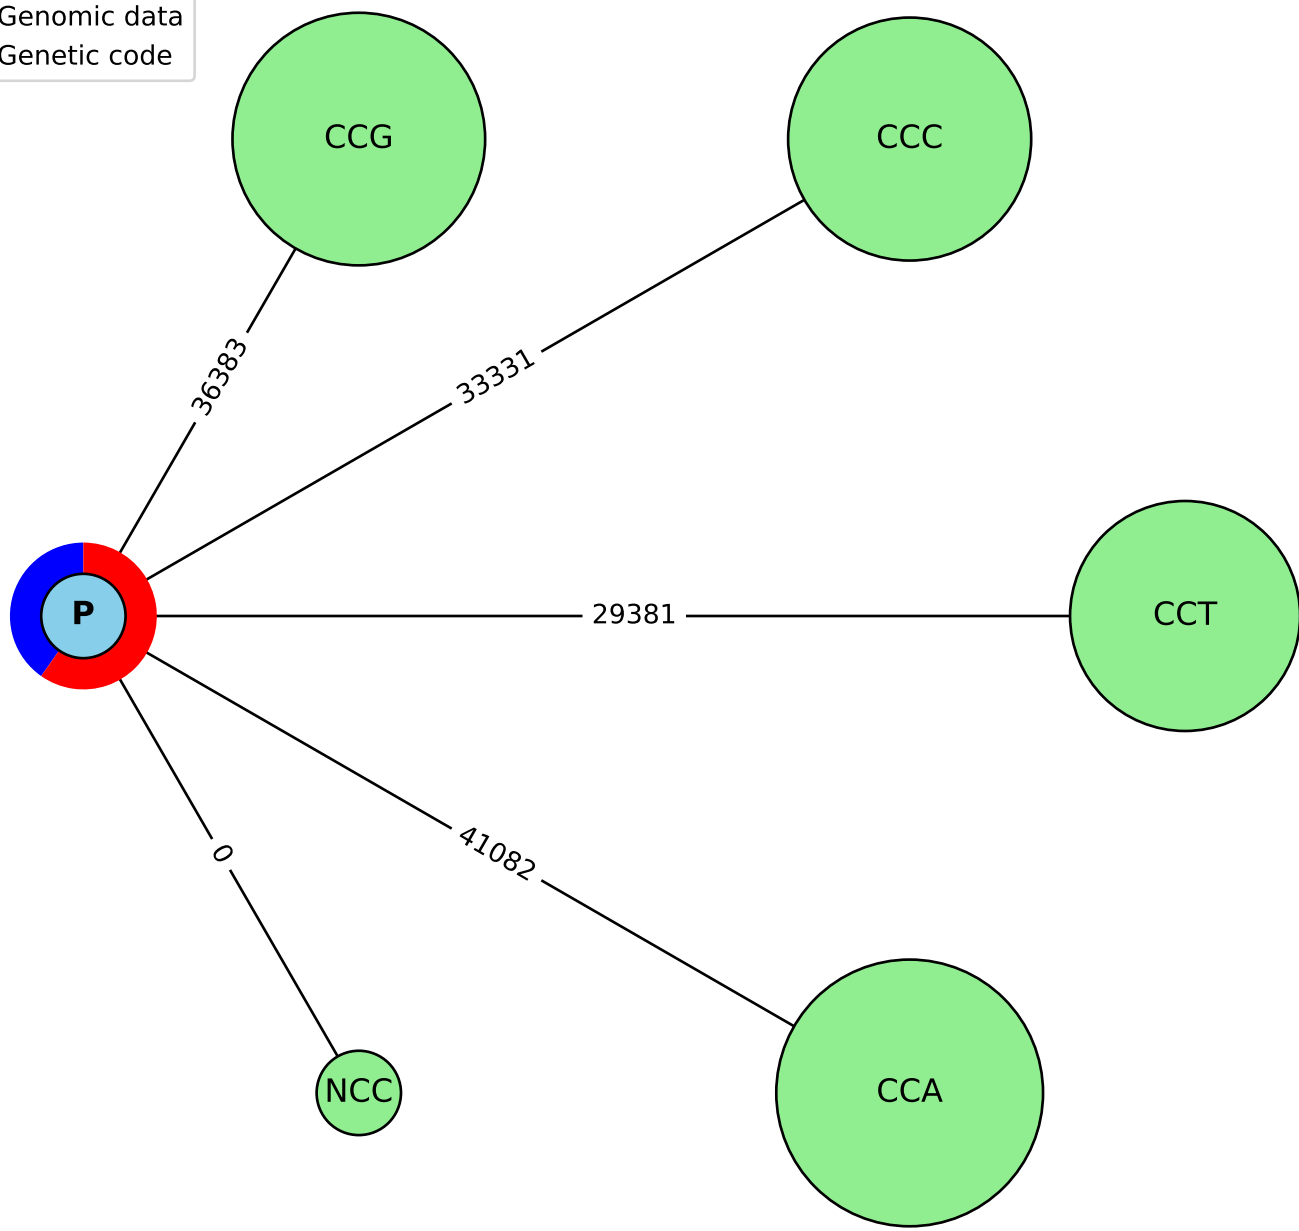 Genomic data
Genetic code
CCG
CCC
36383
33331
P
29381
CCT
0
41082
NCC
CCA